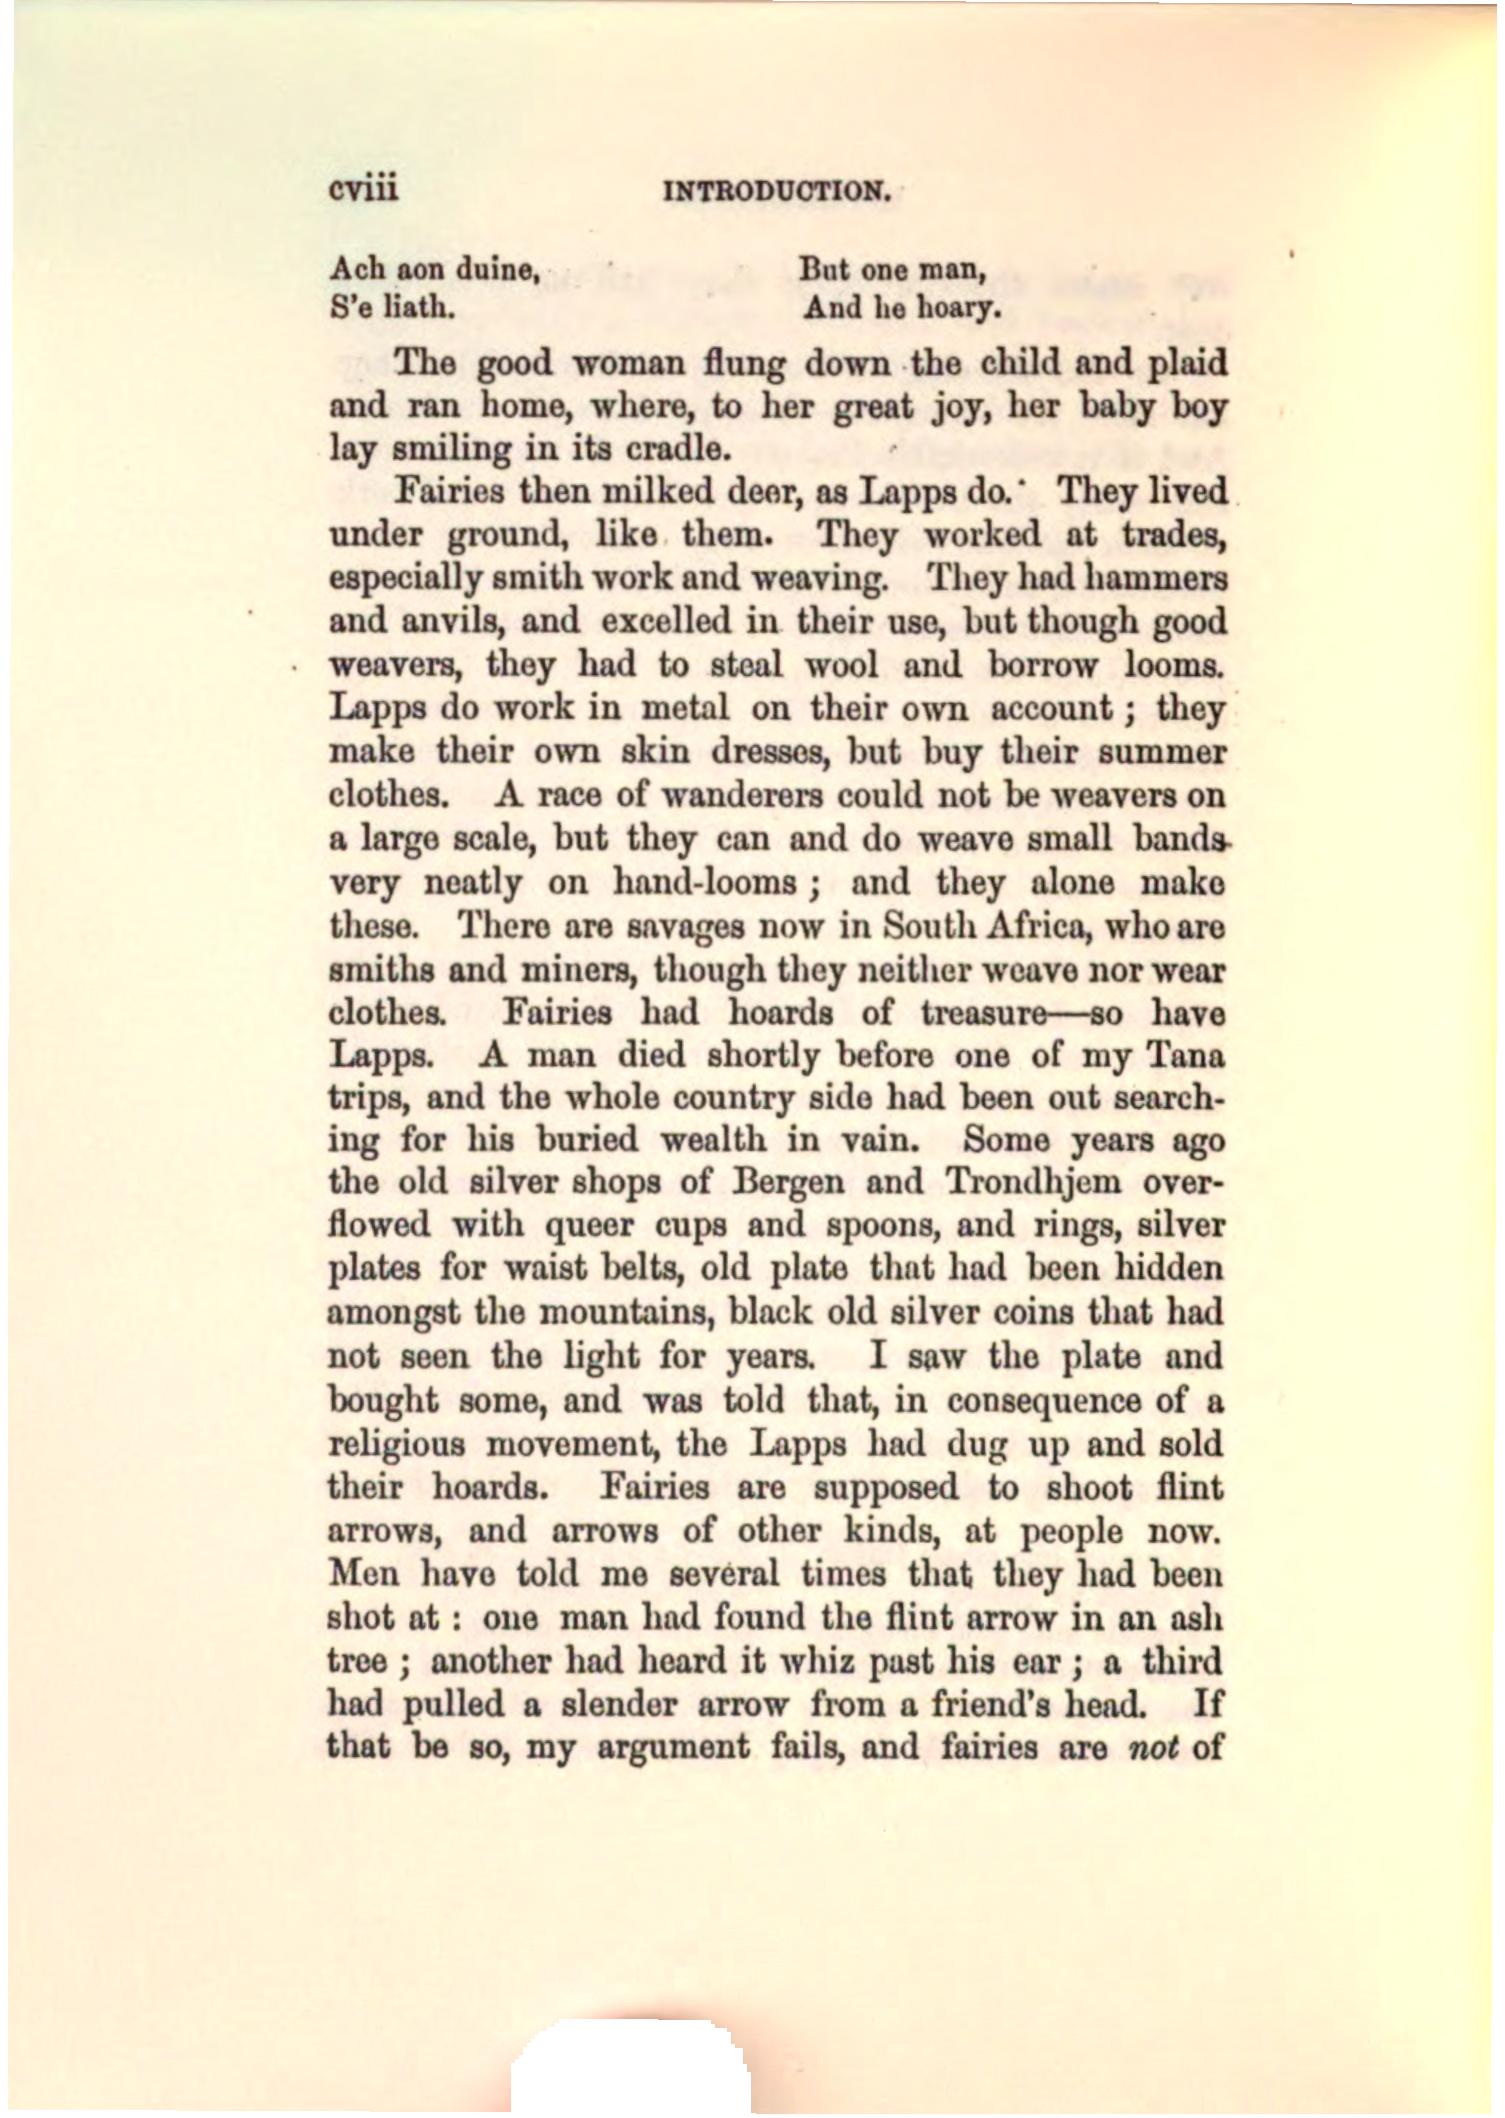 cviii INTRODUCTION.
Ach aon duine, But one man,
S'e liath. And he hoary.
The good woman flung down the child and plaid
and ran home, where, to her great joy, her baby boy
lay smiling in its cradle.
Fairies then milked deer, as Lapps do. They lived
under ground, like them. They worked at trades,
especially smith work and weaving. They had hammers
and anvils, and excelled in their use, but though good
weavers, they had to steal wool and borrow looms.
Lapps do work in metal on their own account ; they
make their own skin dresses, but buy their summer
clothes. A race of wanderers could not be weavers on
a large scale, but they can and do weave small bands
very neatly on hand-looms ; and they alone make
these. There are savages now in South Africa, who are
smiths and miners, though they neither weave nor wear
clothes. Fairies had hoards of treasure—so have
Lapps. A man died shortly before one of my Tana
trips, and the whole country side had been out search-
ing for his buried wealth in vain. Some years ago
the old silver shops of Bergen and Trondhjem over-
flowed with queer cups and spoons, and rings, silver
plates for waist belts, old plate that had been hidden
amongst the mountains, black old silver coins that had
not seen the light for years. I saw the plate and
bought some, and was told that, in consequence of a
religious movement, the Lapps had dug up and sold
their hoards. Fairies are supposed to shoot flint
arrows, and arrows of other kinds, at people now.
Men have told me several times that they had been
shot at : one man had found the flint arrow in an ash
tree ; another had heard it whiz past his ear ; a third
had pulled a slender arrow from a friend's head. If
that be so, my argument fails, and fairies are not of